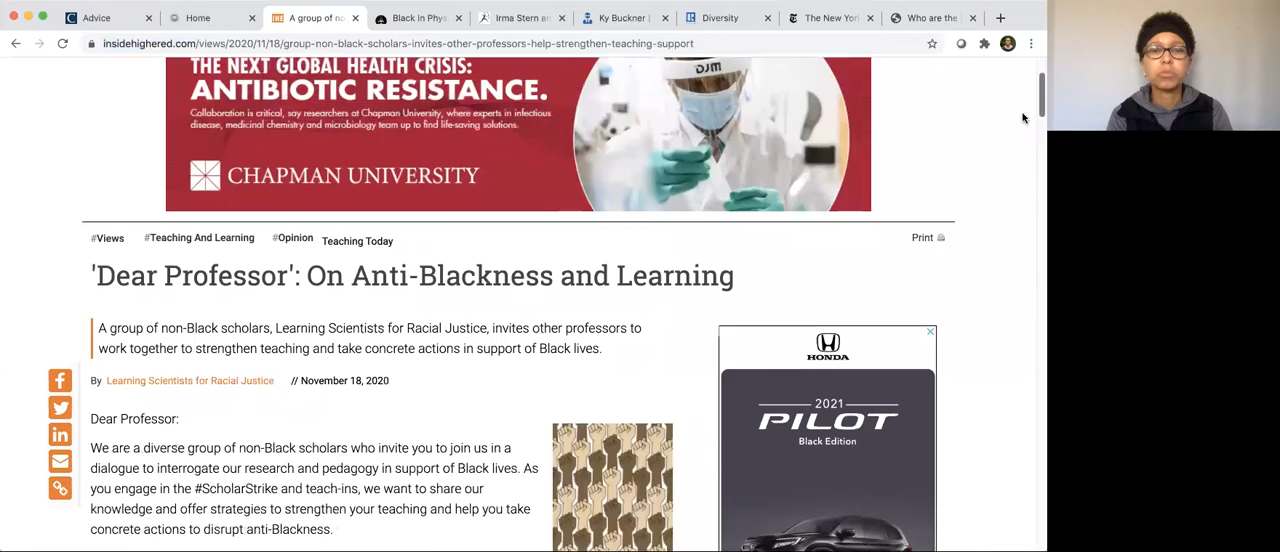 Advice
Home
A group of no
Black In Phys
Irma Stern an
Ky Buckner |
Diversity
The New York
Who are the
insidehighered.com/views/2020/11/18/group-non-black-scholars-invites-other-professors-help-strengthen-teaching-support
THE NEXT GLOBAL HEALTH CRISIS:
ANTIBIOTIC RESISTANCE.
Collaboration is critical, say researchers at Chapman University, where experts in infectious
disease, medicinal chemistry and microbiology team up to find life-saving solutions.
CHAPMAN UNIVERSITY
#Views
#Teaching And Learning
#Opinion
Teaching Today
Print
'Dear Professor': On Anti-Blackness and Learning
A group of non-Black scholars, Learning Scientists for Racial Justice, invites other professors to
work together to strengthen teaching and take concrete actions in support of Black lives.
By Learning Scientists for Racial Justice // November 18, 2020
Dear Professor:
We are a diverse group of non-Black scholars who invite you to join us in a
dialogue to interrogate our research and pedagogy in support of Black lives. As
you engage in the #ScholarStrike and teach-ins, we want to share our
knowledge and offer strategies to strengthen your teaching and help you take
concrete actions to disrupt anti-Blackness.
HONDA
2021
PILOT
Black Edition